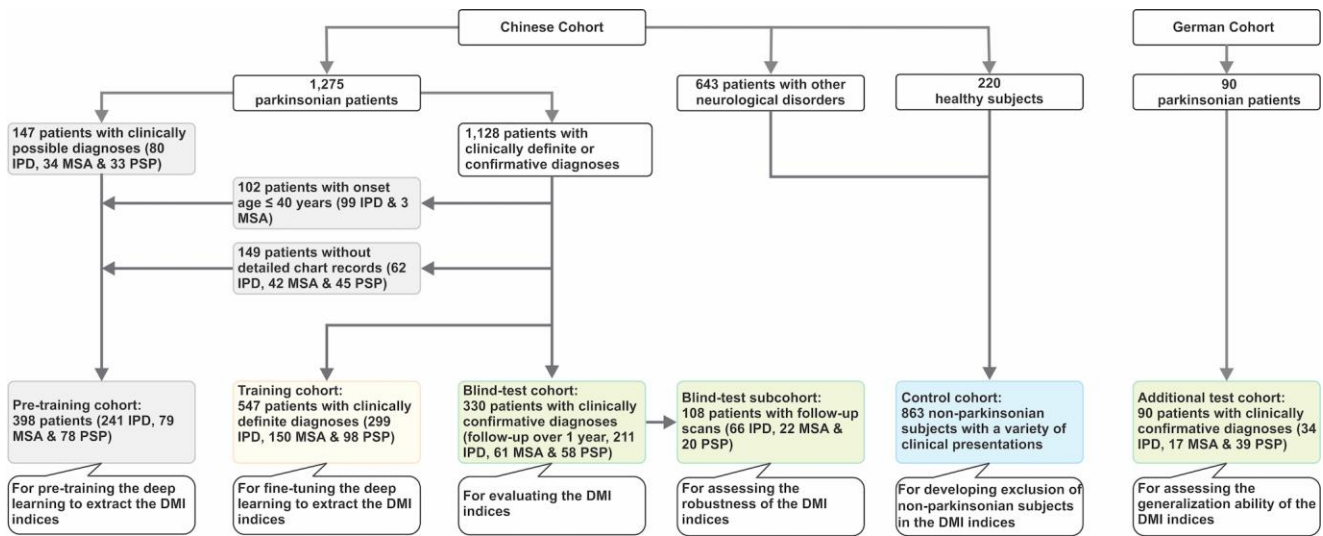 Chinese Cohort
German Cohort
1,275
parkinsonian patients
643 patients with other
neurological disorders
220
healthy subjects
90
parkinsonian patients
147 patients with clinically
possible diagnoses (80
IPD, 34 MSA & 33 PSP)
1,128 patients with
clinically definite or
confirmative diagnoses
102 patients with onset
age ≤ 40 years (99 IPD & 3
MSA)
149 patients without
detailed chart records (62
IPD, 42 MSA & 45 PSP)
Pre-training cohort:
398 patients (241 IPD, 79
MSA & 78 PSP)
Training cohort:
547 patients with clinically
definite diagnoses (299
IPD, 150 MSA & 98 PSP)
Blind-test cohort:
330 patients with clinically
confirmative diagnoses
(follow-up over 1 year, 211
IPD, 61 MSA & 58 PSP)
Blind-test subcohort:
108 patients with follow-up
scans (66 IPD, 22 MSA &
20 PSP)
Control cohort:
863 non-parkinsonian
subjects with a variety of
clinical presentations
Additional test cohort:
90 patients with clinically
confirmative diagnoses (34
IPD, 17 MSA & 39 PSP)
For pre-training the deep
learning to extract the DMI
indices
For fine-tuning the deep
learning to extract the DMI
indices
For evaluating the DMI
indices
For assessing the
robustness of the DMI
indices
For developing exclusion of
non-parkinsonian subjects
in the DMI indices
For assessing the
generalization ability of the
DMI indices